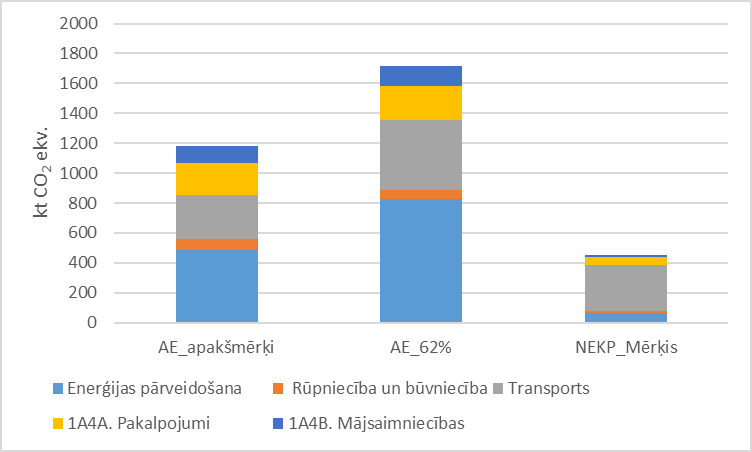 2000
1800
1600
1400
1200
1000
800
600
400
200
0
kt CO₂ ekv.
AE_apakšmērķi AE_62% NEKP_Mērķis
Enerģijas pārveidošana Rūpniecība un būvniecība Transports
1A4A. Pakalpojumi 1A4B. Mājsaimniecības